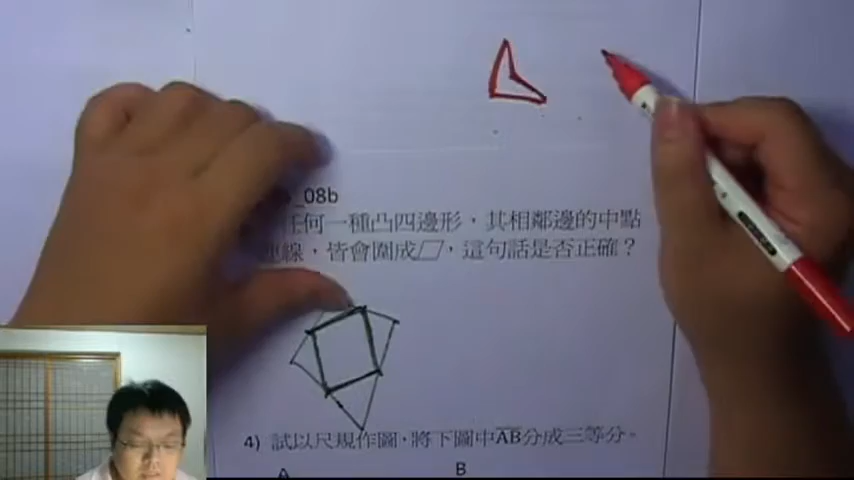 _08b
任何一種凸四邊形，其相鄰邊的中點
連線，皆會圍成▱，這句話是否正確？
4) 試以尺規作圖，將下圖中AB分成三等分。
A B